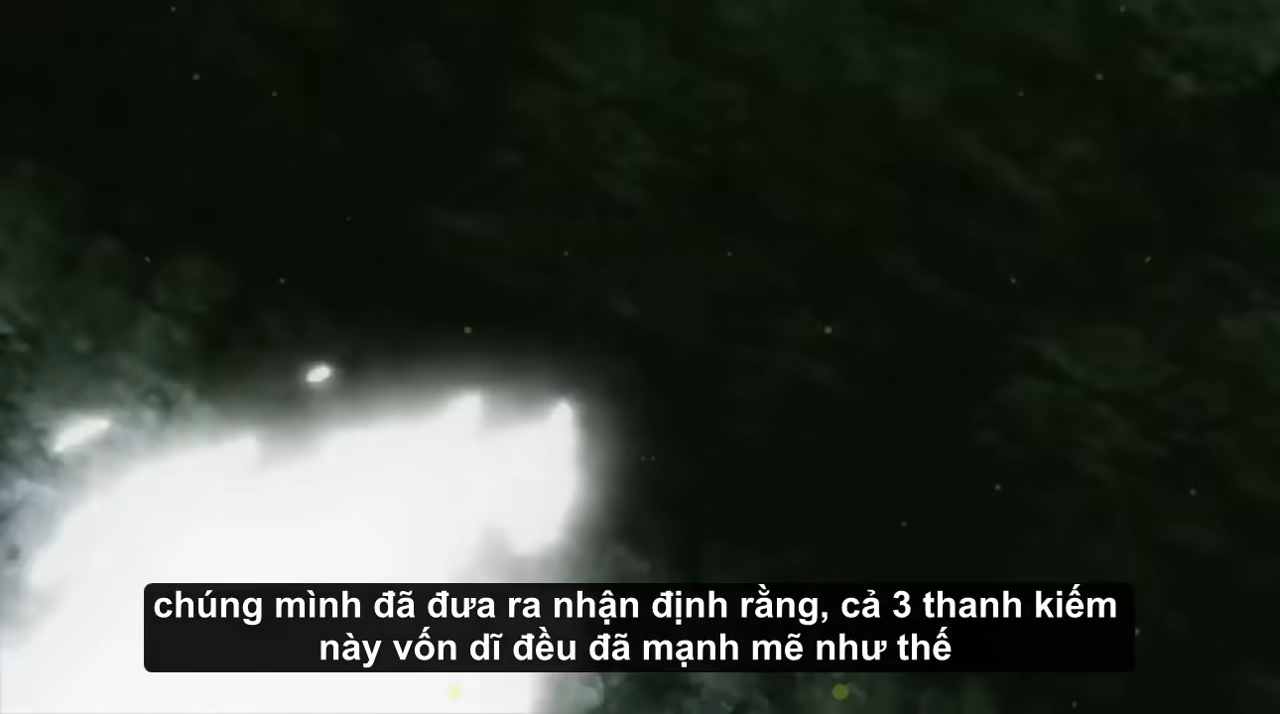 chúng mình đã đưa ra nhận định rằng, cả 3 thanh kiếm
này vốn dĩ đều đã mạnh mẽ như thế